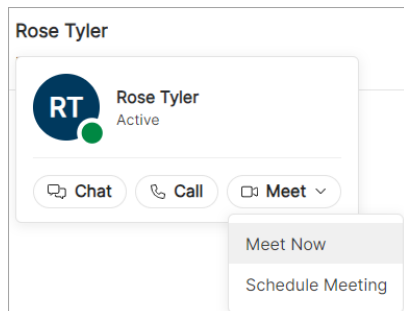 Rose Tyler
RT
Rose Tyler
Active
Chat Call Meet
Meet Now
Schedule Meeting